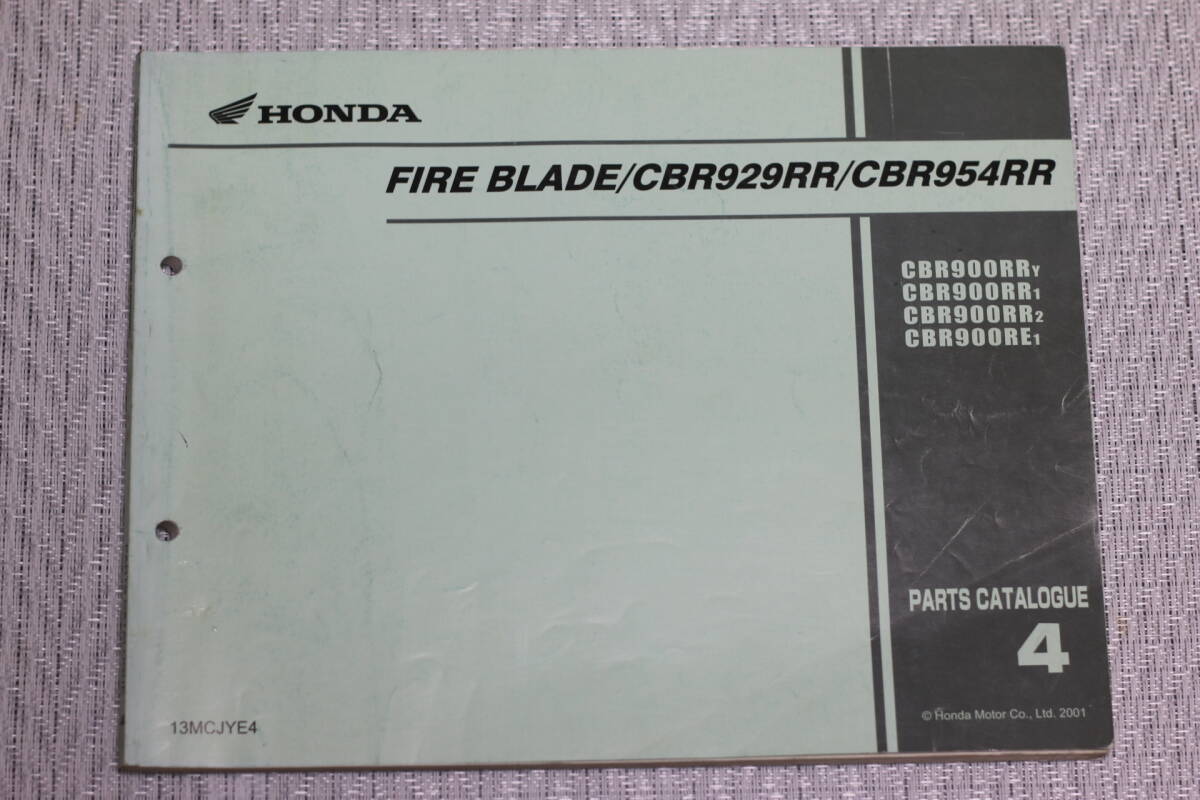 HONDA
FIRE BLADE/CBR929RR/CBR954RR
CBR900RRY
CBR900RR1
CBR900RR2
CBR900RE1
PARTS CATALOGUE
4
13MCJYE4
© Honda Motor Co., Ltd. 2001